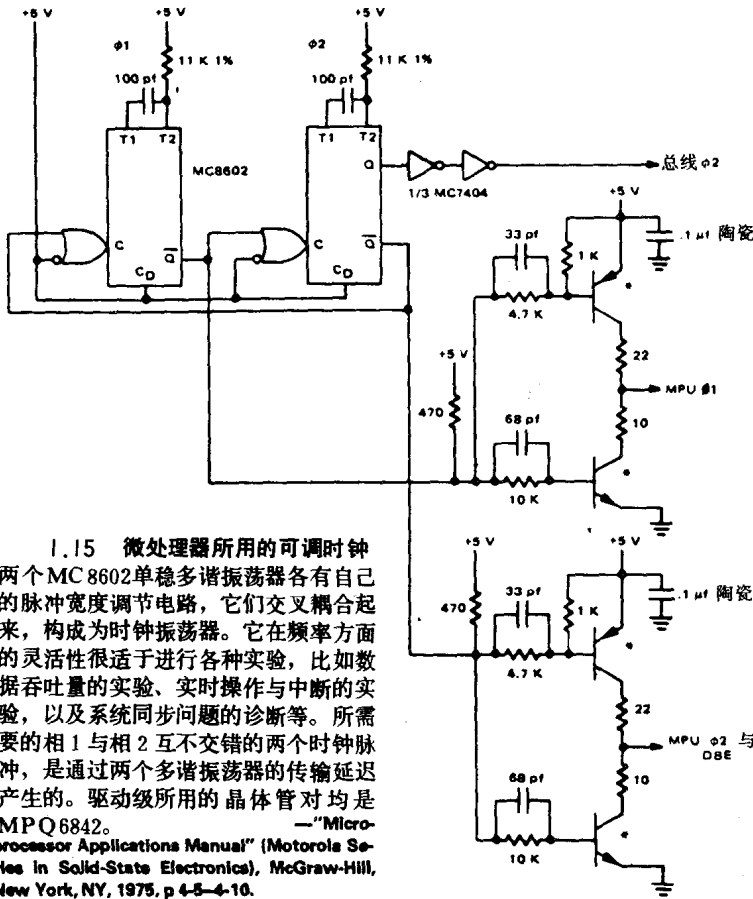 +5 V
+5 V
+5 V
φ1
11 K 1%
φ2
11 K 1%
100 pf
100 pf
T1 T2
T1 T2
MC8602
Q
1/3 MC7404
总线 φ2
C
Q̅
C
Q̅
CD
CD
+5 V
33 pf
1 K
.1 μf 陶瓷
*
4.7 K
22
+5 V
MPU φ1
470
68 pf
10
*
10 K
1.15 微处理器所用的可调时钟
两个MC 8602单稳多谐振荡器各有自己
的脉冲宽度调节电路，它们交叉耦合起
来，构成为时钟振荡器。它在频率方面
的灵活性很适于进行各种实验，比如数
据吞吐量的实验、实时操作与中断的实
验，以及系统同步问题的诊断等。所需
要的相1与相2互不交错的两个时钟脉
冲，是通过两个多谐振荡器的传输延迟
产生的。驱动级所用的晶体管对均是
MPQ6842。 —"Micro-
processor Applications Manual" (Motorola Se-
ries in Solid-State Electronics), McGraw-Hill,
New York, NY, 1975, p 4-5—4-10.
+5 V
+5 V
33 pf
1 K
.1 μf 陶瓷
470
*
4.7 K
22
MPU φ2 与
DBE
68 pf
10
*
10 K